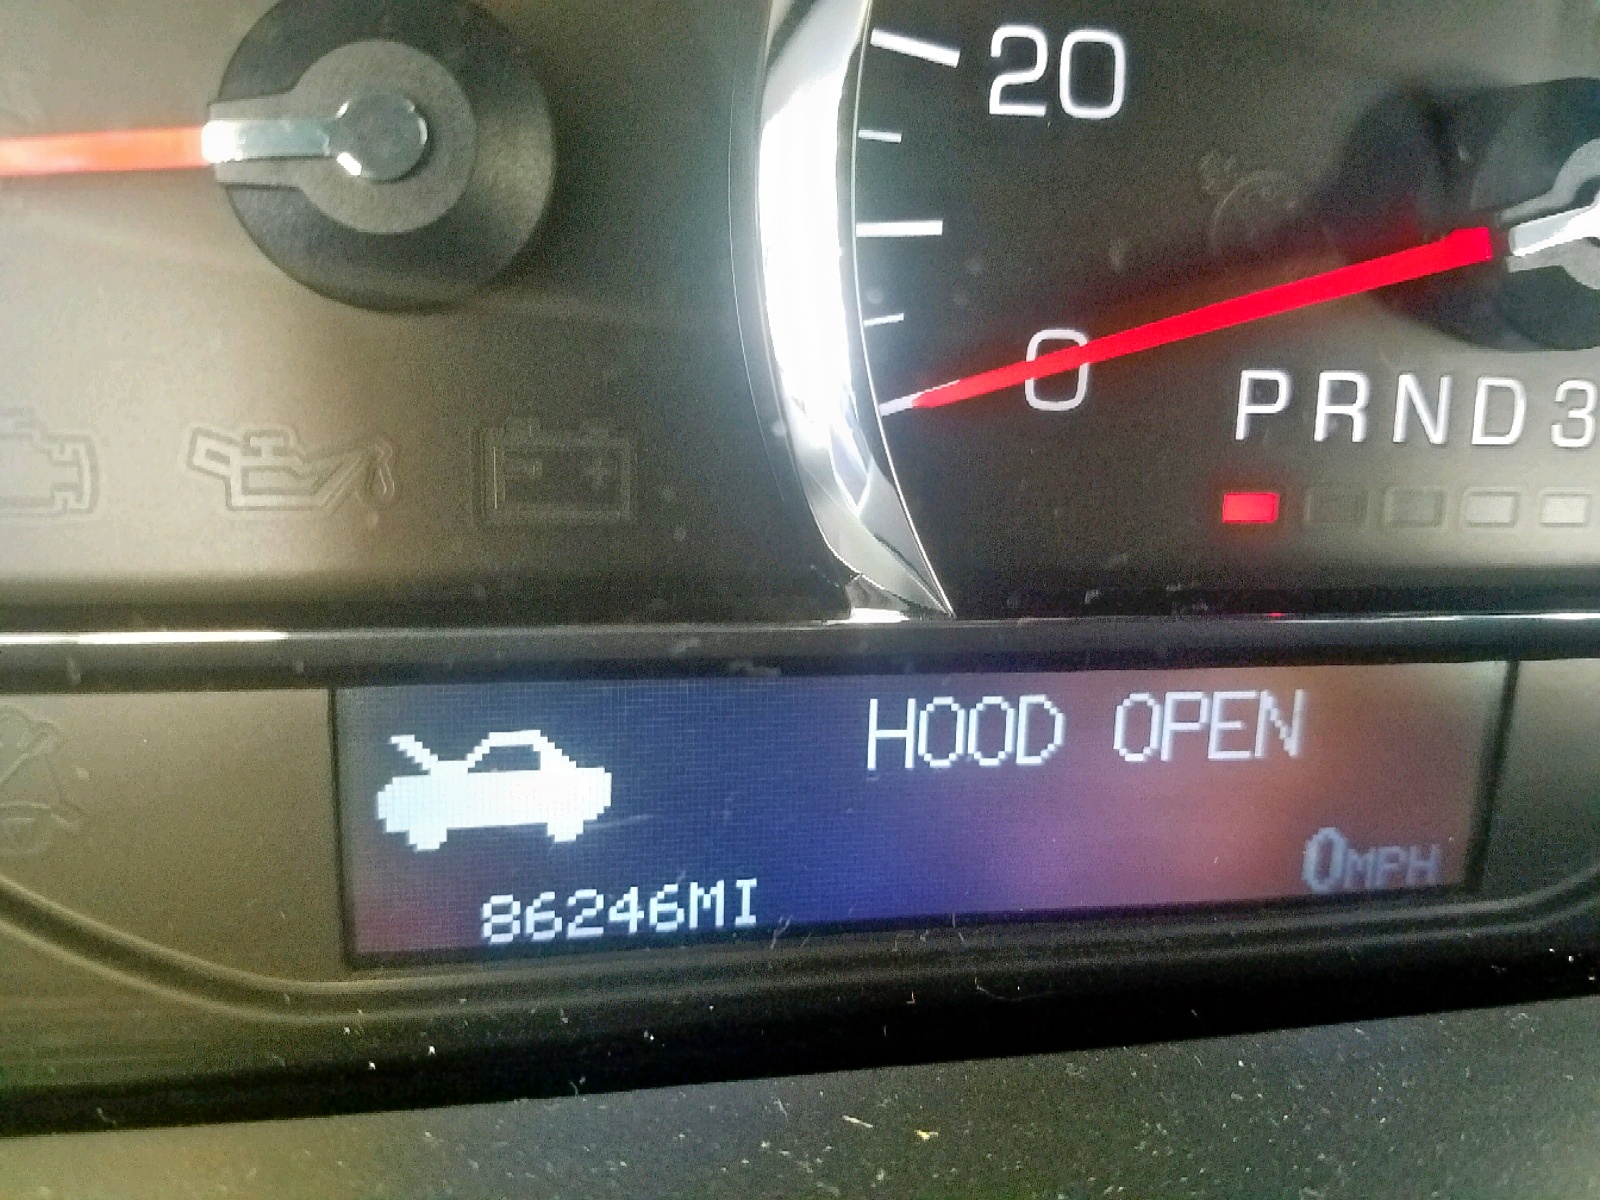 20
0
PRND3
HOOD OPEN
0MPH
86246MI